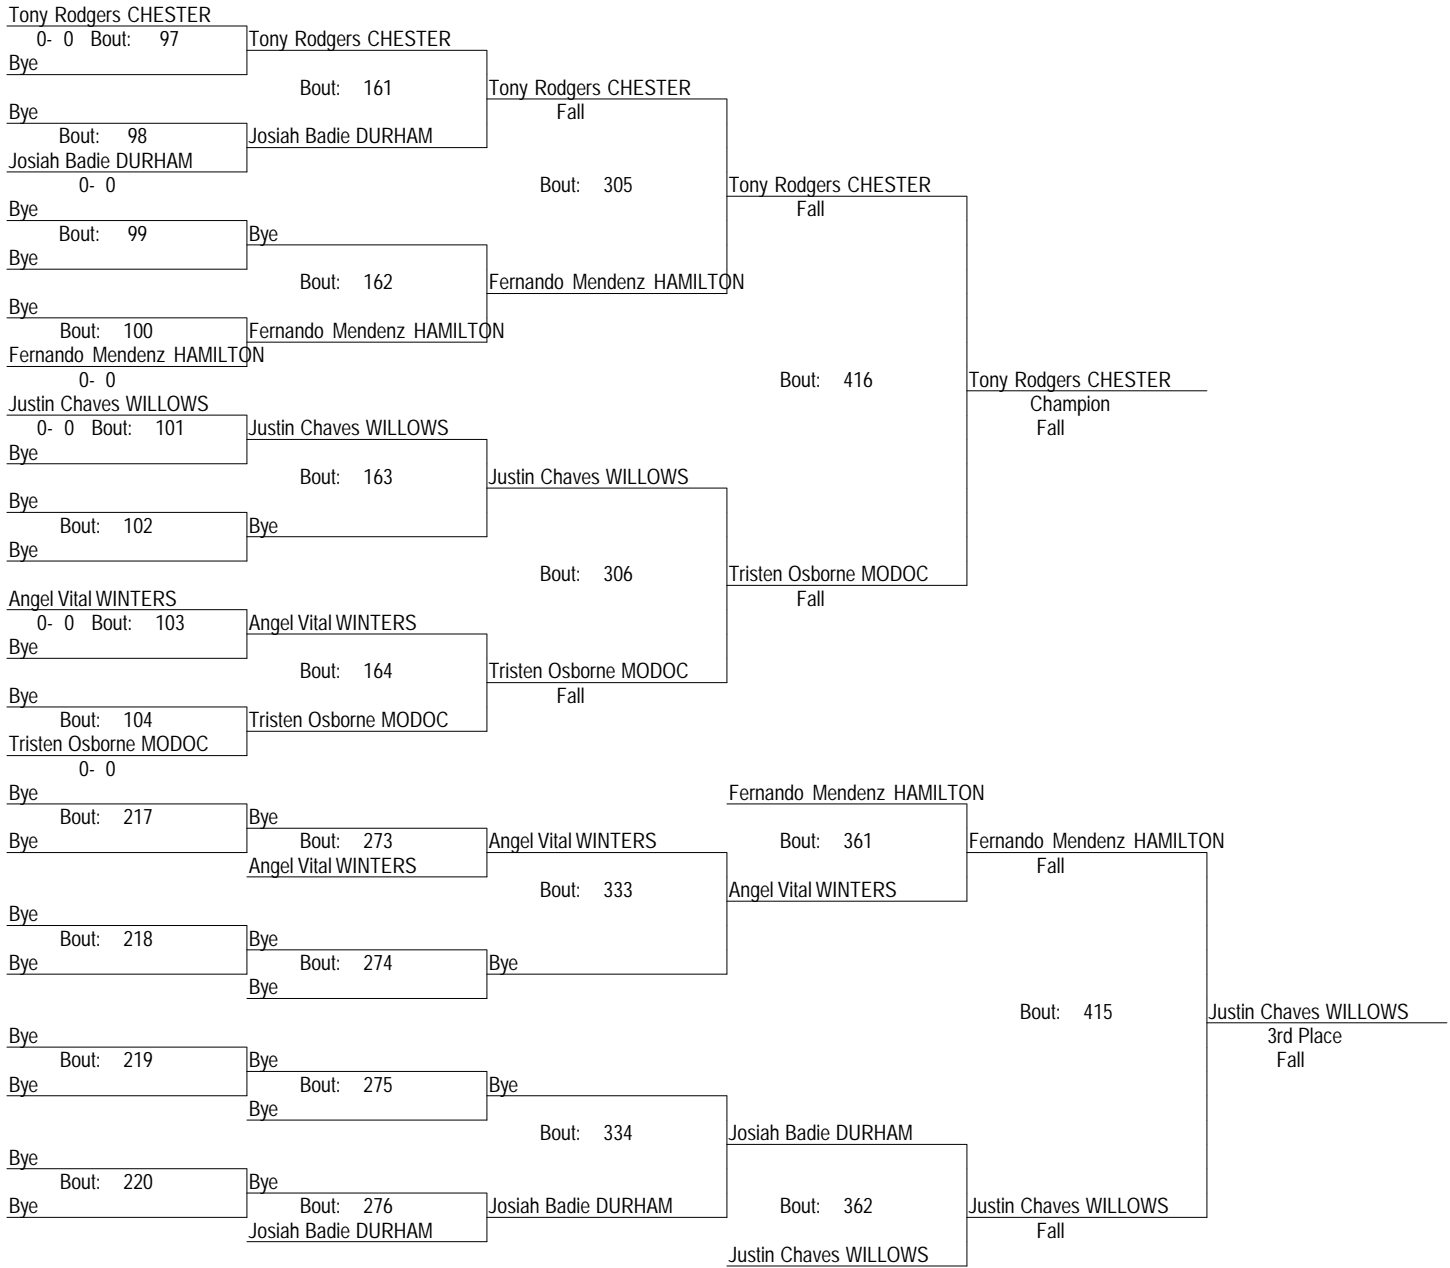 Tony Rodgers CHESTER
0- 0 Bout: 97 Tony Rodgers CHESTER
Bye
Bout: 161 Tony Rodgers CHESTER
Bye Fall
Bout: 98 Josiah Badie DURHAM
Josiah Badie DURHAM
0- 0 Bout: 305 Tony Rodgers CHESTER
Bye Fall
Bout: 99 Bye
Bye
Bout: 162 Fernando Mendenz HAMILTON
Bye
Bout: 100 Fernando Mendenz HAMILTON
Fernando Mendenz HAMILTON
0- 0 Bout: 416 Tony Rodgers CHESTER
Justin Chaves WILLOWS Champion
0- 0 Bout: 101 Justin Chaves WILLOWS Fall
Bye
Bout: 163 Justin Chaves WILLOWS
Bye
Bout: 102 Bye
Bye
Bout: 306 Tristen Osborne MODOC
Angel Vital WINTERS Fall
0- 0 Bout: 103 Angel Vital WINTERS
Bye
Bout: 164 Tristen Osborne MODOC
Bye Fall
Bout: 104 Tristen Osborne MODOC
Tristen Osborne MODOC
0- 0
Bye Fernando Mendenz HAMILTON
Bout: 217 Bye
Bye Bout: 273 Angel Vital WINTERS Bout: 361 Fernando Mendenz HAMILTON
Angel Vital WINTERS Fall
Bout: 333 Angel Vital WINTERS
Bye
Bout: 218 Bye
Bye Bout: 274 Bye
Bye
Bout: 415 Justin Chaves WILLOWS
Bye 3rd Place
Bout: 219 Bye Fall
Bye Bout: 275 Bye
Bye
Bout: 334 Josiah Badie DURHAM
Bye
Bout: 220 Bye
Bye Bout: 276 Josiah Badie DURHAM Bout: 362 Justin Chaves WILLOWS
Josiah Badie DURHAM Fall
Justin Chaves WILLOWS